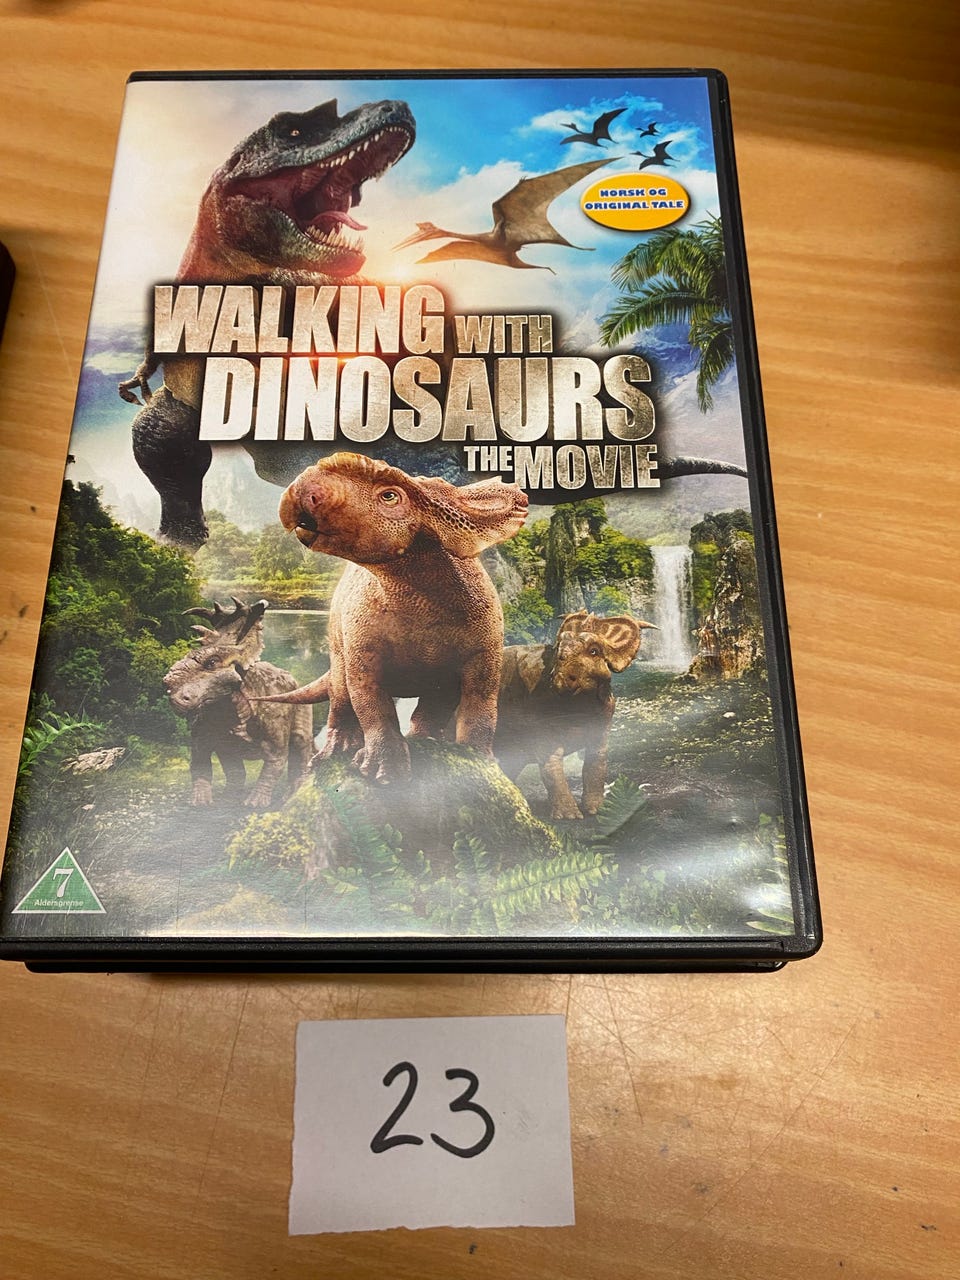 NORSK OG
ORIGINAL TALE
WALKING WITH
DINOSAURS
THE MOVIE
7
Aldersgrense
23